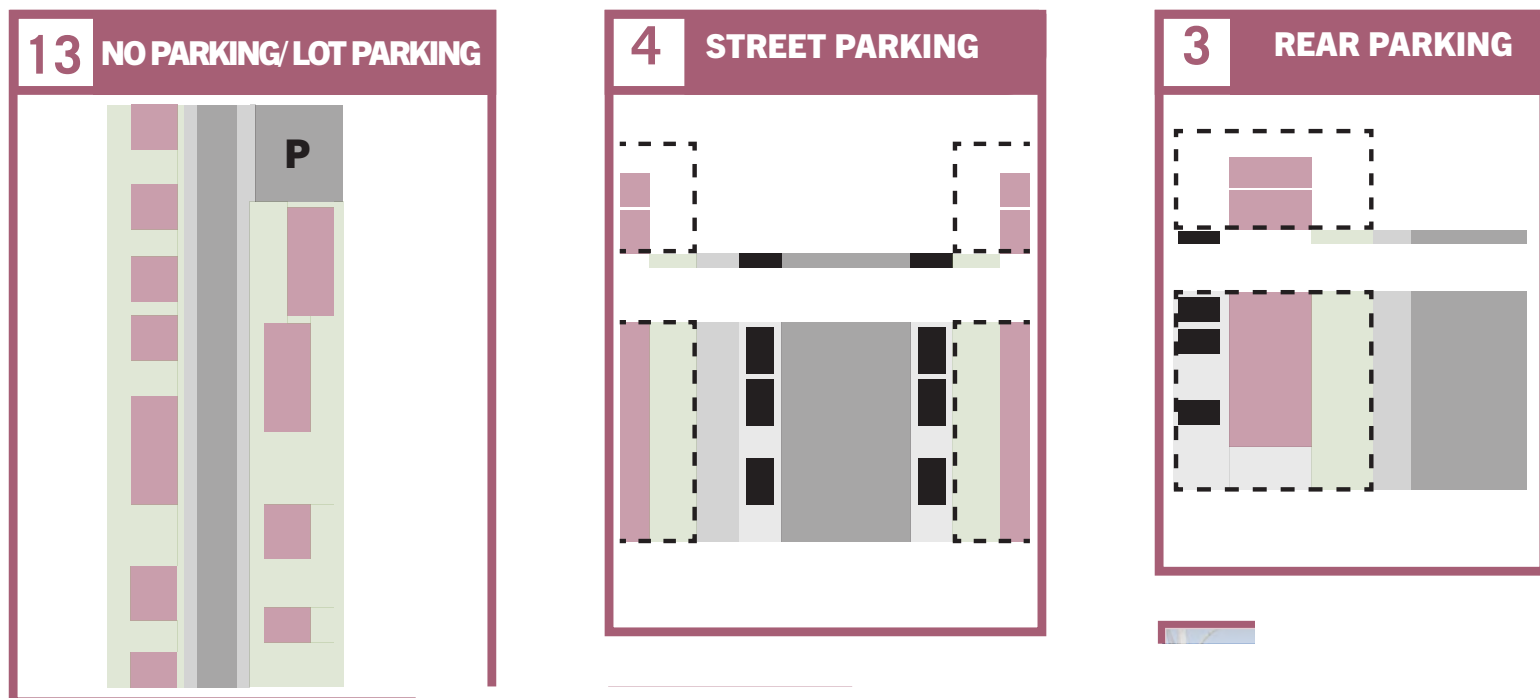 13 NO PARKING/ LOT PARKING
P
4 STREET PARKING
3 REAR PARKING